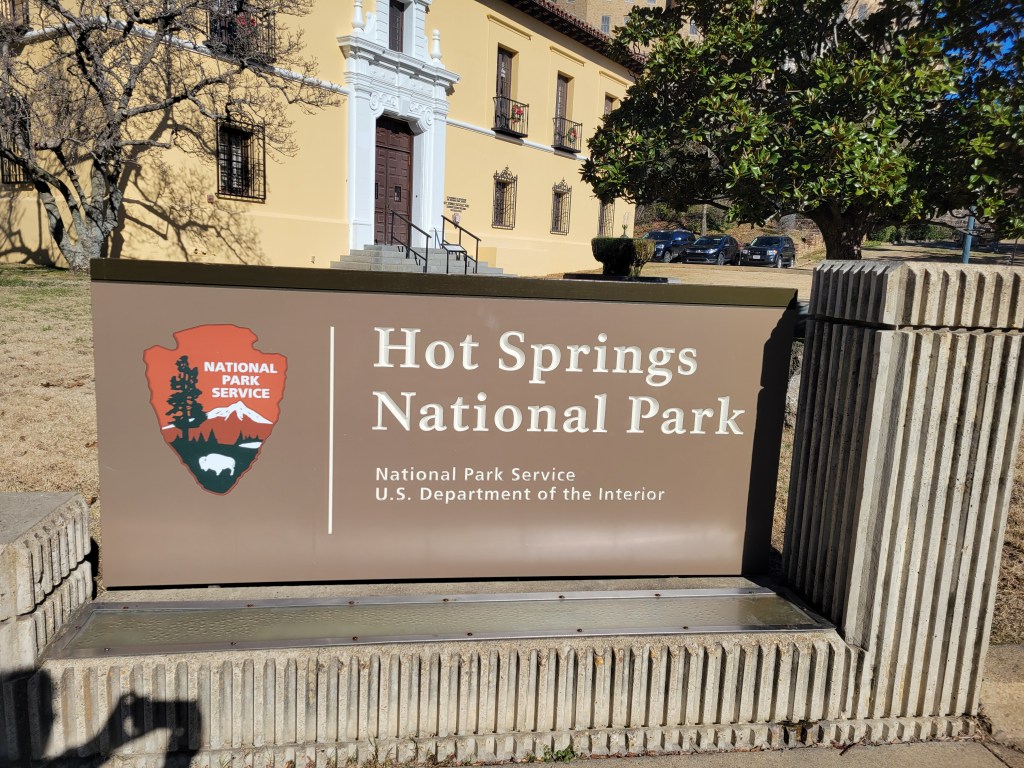 NATIONAL
PARK
SERVICE
Hot Springs
National Park
National Park Service
U.S. Department of the Interior